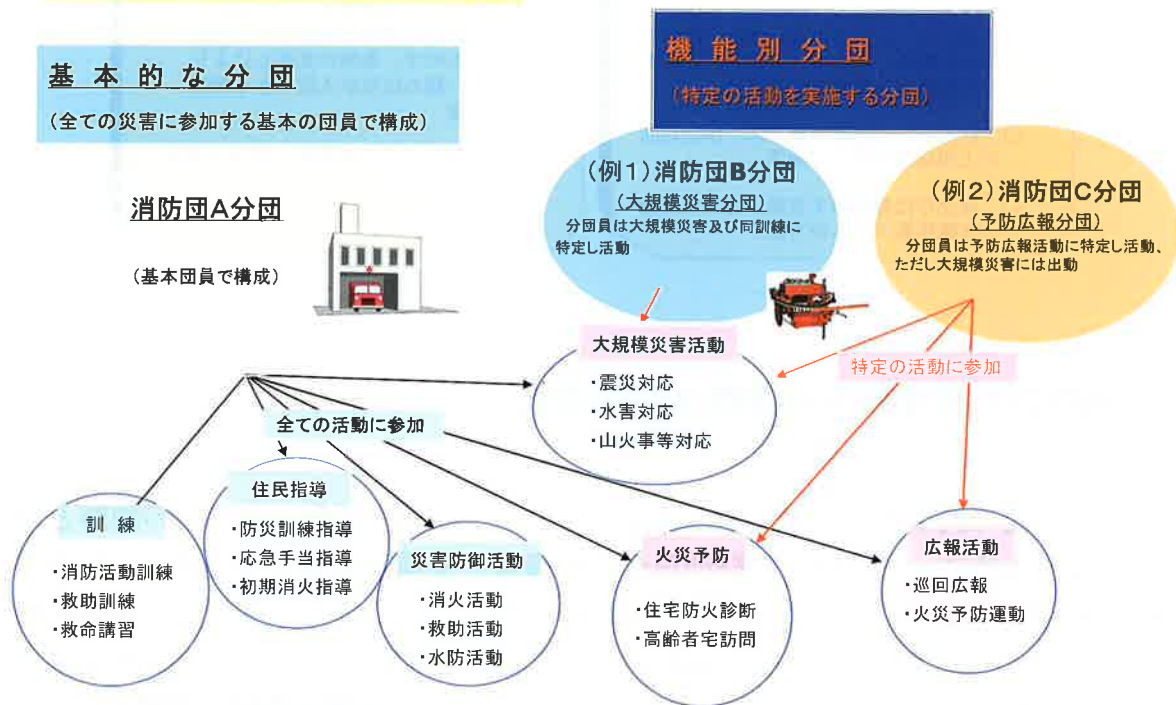 基本的な分団
(全ての災害に参加する基本の団員で構成)
機能別分団
(特定の活動を実施する分団)
消防団A分団
(基本団員で構成)
(例1)消防団B分団
(大規模災害分団)
分団員は大規模災害及び同訓練に
特定し活動
(例2)消防団C分団
(予防広報分団)
分団員は予防広報活動に特定し活動、
ただし大規模災害には出動
大規模災害活動
・震災対応
・水害対応
・山火事等対応
特定の活動に参加
全ての活動に参加
訓練
・消防活動訓練
・救助訓練
・救命講習
住民指導
・防災訓練指導
・応急手当指導
・初期消火指導
災害防御活動
・消火活動
・救助活動
・水防活動
火災予防
・住宅防火診断
・高齢者宅訪問
広報活動
・巡回広報
・火災予防運動